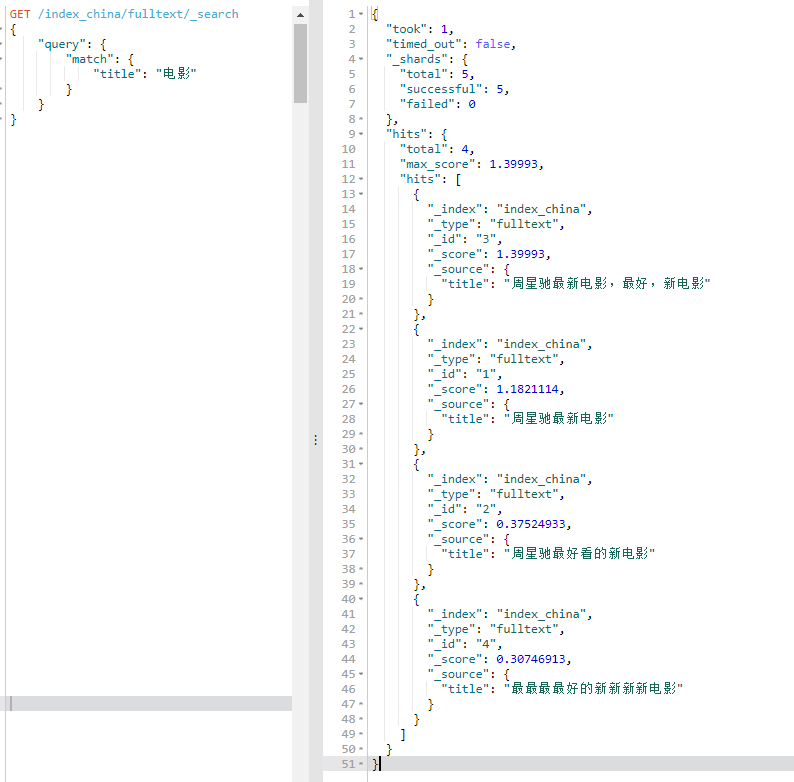 GET /index_china/fulltext/_search
{
"query": {
"match": {
"title": "电影"
}
}
}
1 {
2 "took": 1,
3 "timed_out": false,
4 "_shards": {
5 "total": 5,
6 "successful": 5,
7 "failed": 0
8 },
9 "hits": {
10 "total": 4,
11 "max_score": 1.39993,
12 "hits": [
13 {
14 "_index": "index_china",
15 "_type": "fulltext",
16 "_id": "3",
17 "_score": 1.39993,
18 "_source": {
19 "title": "周星驰最新电影，最好，新电影"
20 }
21 },
22 {
23 "_index": "index_china",
24 "_type": "fulltext",
25 "_id": "1",
26 "_score": 1.1821114,
27 "_source": {
28 "title": "周星驰最新电影"
29 }
30 },
31 {
32 "_index": "index_china",
33 "_type": "fulltext",
34 "_id": "2",
35 "_score": 0.37524933,
36 "_source": {
37 "title": "周星驰最好看的新电影"
38 }
39 },
40 {
41 "_index": "index_china",
42 "_type": "fulltext",
43 "_id": "4",
44 "_score": 0.30746913,
45 "_source": {
46 "title": "最最最最好的新新新新电影"
47 }
48 }
49 ]
50 }
51 }